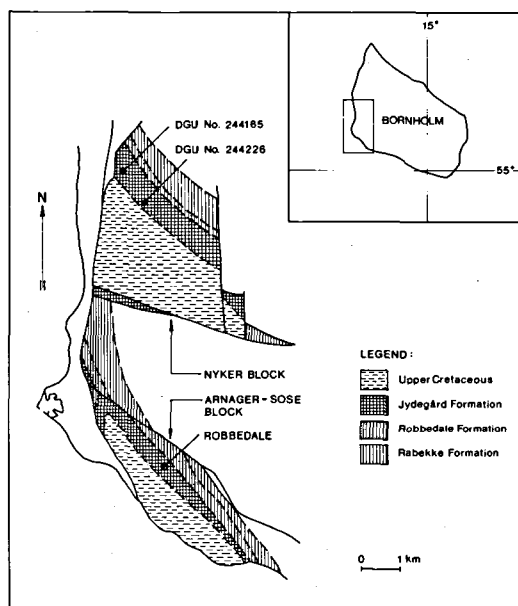 15°
BORNHOLM
55°
DGU No. 244165
DGU No. 244226
N
NYKER BLOCK
ARNAGER - SOSE
BLOCK
ROBBEDALE
LEGEND :
Upper Cretaceous
Jydegård Formation
Robbedale Formation
Rabekke Formation
0 1 km